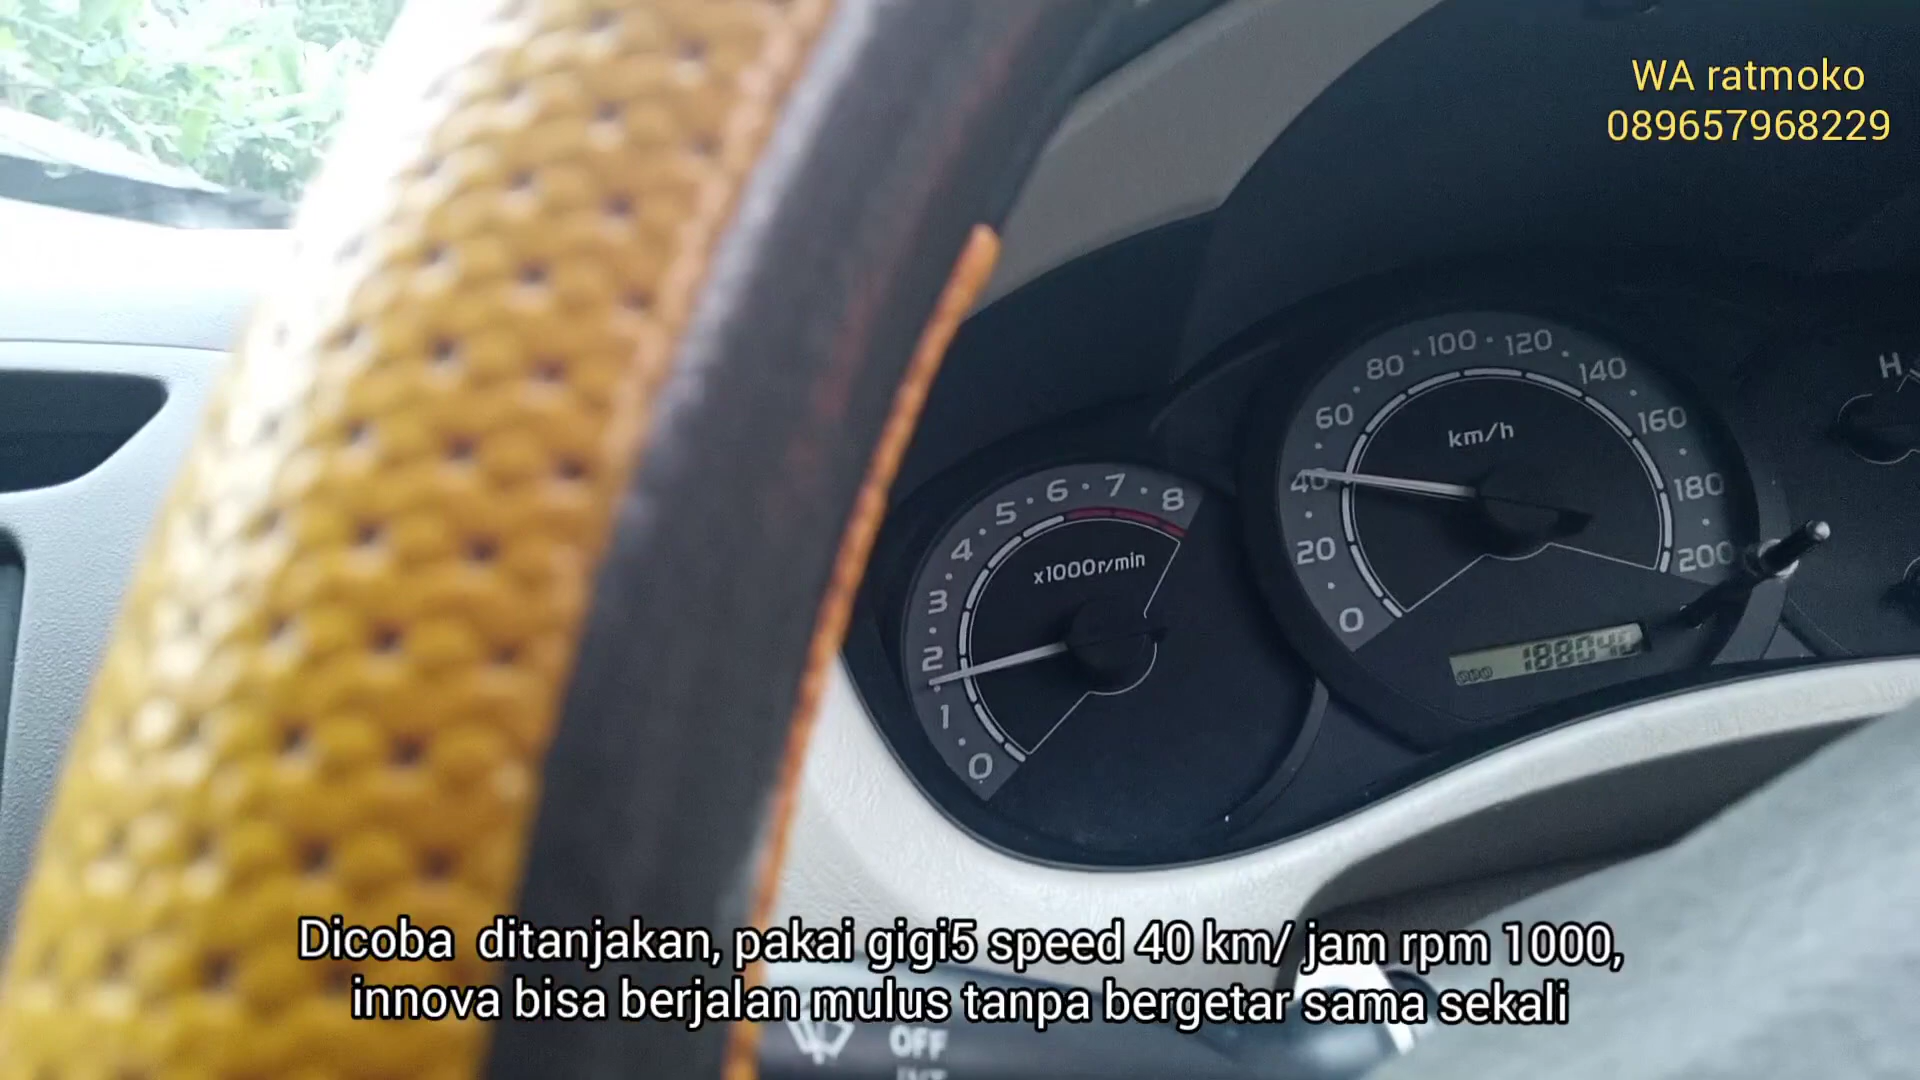 WA ratmoko
089657968229
H
80 100 120
140
60
160
km/h
40
180
20
200
0
5 6 7 8
4
x1000r/min
3
2
1
0
ODO
Dicoba ditanjakan, pakai gigi5 speed 40 km/ jam rpm 1000,
innova bisa berjalan mulus tanpa bergetar sama sekali
OFF